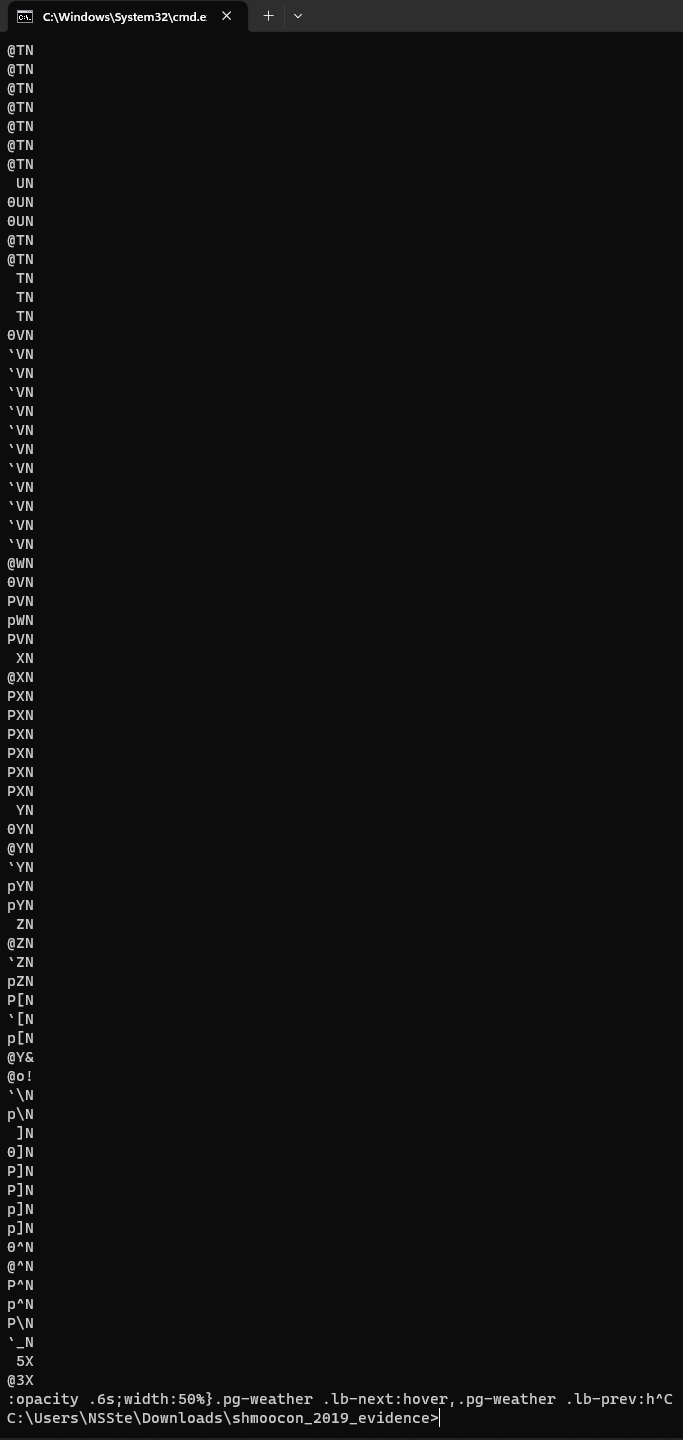 C:\Windows\System32\cmd.e
@TN
@TN
@TN
@TN
@TN
@TN
@TN
 UN
0UN
0UN
@TN
@TN
 TN
 TN
 TN
0VN
`VN
`VN
`VN
`VN
`VN
`VN
`VN
`VN
`VN
`VN
`VN
@WN
0VN
PVN
pWN
PVN
 XN
@XN
PXN
PXN
PXN
PXN
PXN
PXN
 YN
0YN
@YN
`YN
pYN
pYN
 ZN
@ZN
`ZN
pZN
P[N
`[N
p[N
@Y&
@o!
`\N
p\N
 ]N
0]N
P]N
P]N
p]N
p]N
0^N
@^N
P^N
p^N
P\N
`_N
 5X
@3X
:opacity .6s;width:50%}.pg-weather .lb-next:hover,.pg-weather .lb-prev:h^C
C:\Users\NSSte\Downloads\shmoocon_2019_evidence>